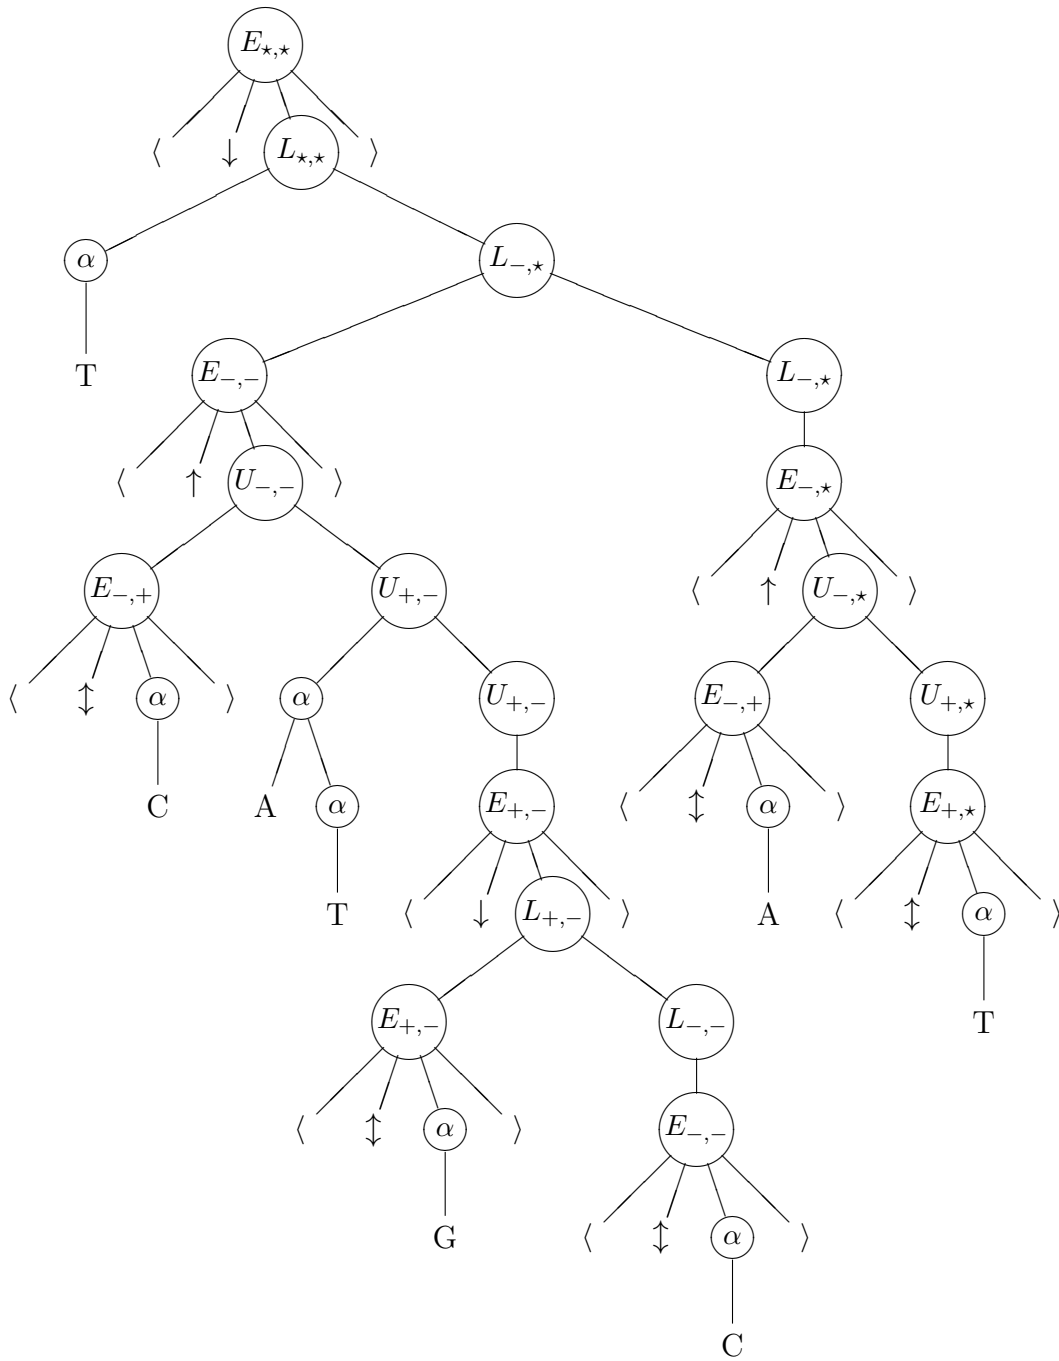 E⋆,⋆
⟨ ↓ L⋆,⋆ ⟩
α L−,⋆
T E−,− L−,⋆
⟨ ↑ U−,− ⟩ E−,⋆
E−,+ U+,− ⟨ ↑ U−,⋆ ⟩
⟨ ↕ α ⟩ α U+,− E−,+ U+,⋆
C A α E+,− ⟨ ↕ α ⟩ E+,⋆
T ⟨ ↓ L+,− ⟩ A ⟨ ↕ α ⟩
E+,− L−,− T
⟨ ↕ α ⟩ E−,−
G ⟨ ↕ α ⟩
C